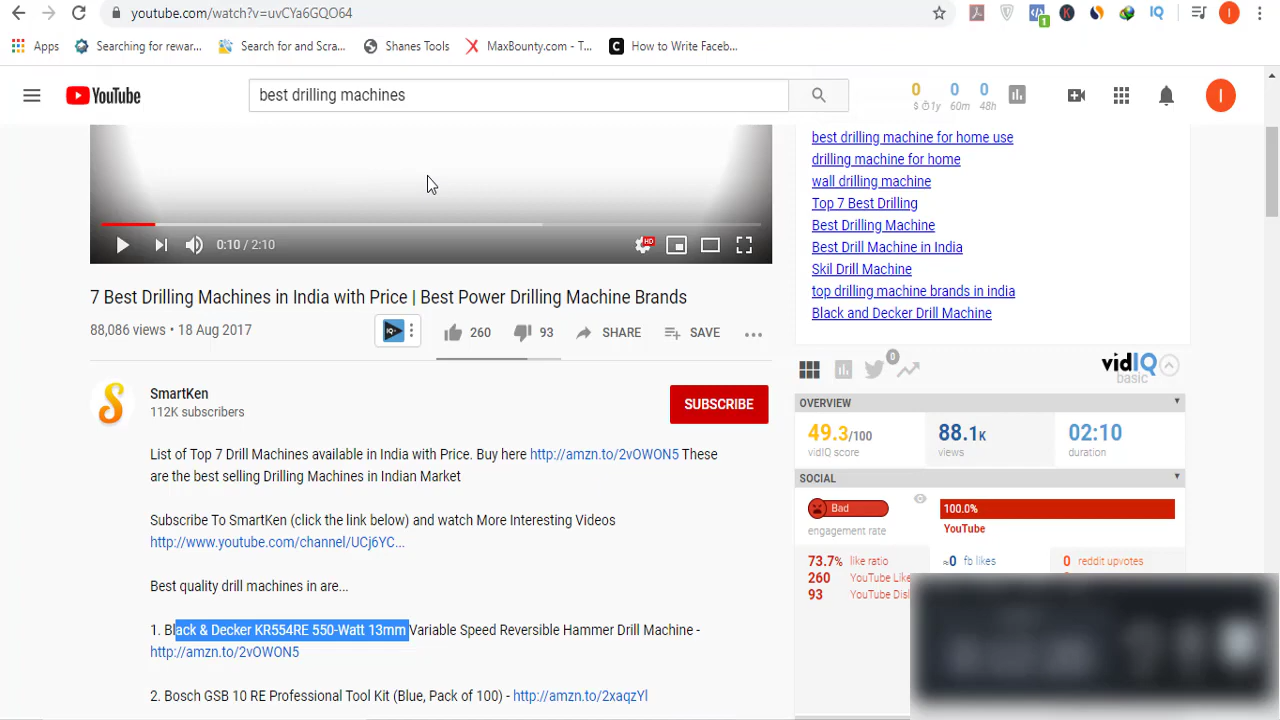 youtube.com/watch?v=uvCYa6GQO64
1
K
IQ
I
Apps
Searching for rewar...
Search for and Scra...
Shanes Tools
MaxBounty.com - T...
C
How to Write Faceb...
YouTube
best drilling machines
0
$ 1y
0
60m
0
48h
I
0:10 / 2:10
HD
7 Best Drilling Machines in India with Price | Best Power Drilling Machine Brands
88,086 views • 18 Aug 2017
IQ
260
93
SHARE
SAVE
SmartKen
112K subscribers
SUBSCRIBE
List of Top 7 Drill Machines available in India with Price. Buy here http://amzn.to/2vOWON5 These
are the best selling Drilling Machines in Indian Market
Subscribe To SmartKen (click the link below) and watch More Interesting Videos
http://www.youtube.com/channel/UCj6YC...
Best quality drill machines in are...
1. Black & Decker KR554RE 550-Watt 13mm Variable Speed Reversible Hammer Drill Machine -
http://amzn.to/2vOWON5
2. Bosch GSB 10 RE Professional Tool Kit (Blue, Pack of 100) - http://amzn.to/2xaqzYl
best drilling machine for home use
drilling machine for home
wall drilling machine
Top 7 Best Drilling
Best Drilling Machine
Best Drill Machine in India
Skil Drill Machine
top drilling machine brands in india
Black and Decker Drill Machine
0
vidIQ
basic
OVERVIEW
49.3/100
vidIQ score
88.1K
views
02:10
duration
SOCIAL
Bad
engagement rate
100.0%
YouTube
73.7% like ratio
260 YouTube Like
93 YouTube Disl
≈0 fb likes
0 reddit upvotes